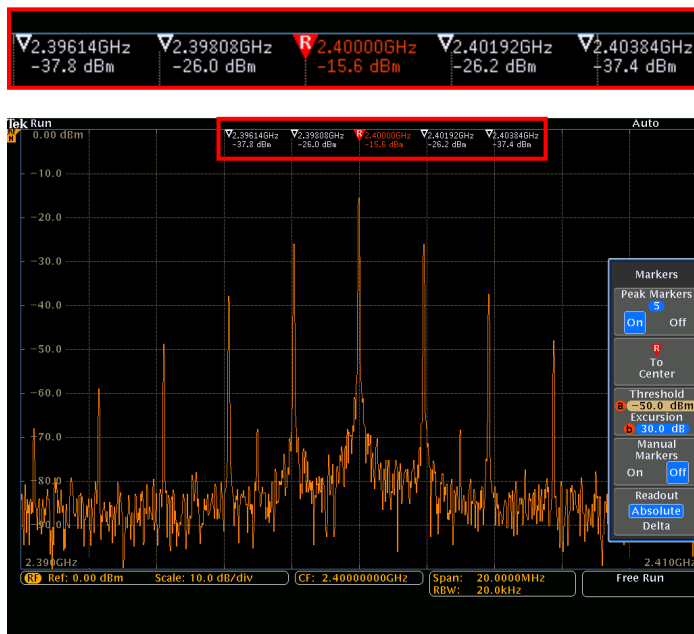 2.39614GHz 2.39808GHz R 2.40000GHz 2.40192GHz 2.40384GHz
-37.8 dBm -26.0 dBm -15.6 dBm -26.2 dBm -37.4 dBm
Tek Run Auto
0.00 dBm
2.39614GHz 2.39808GHz R 2.40000GHz 2.40192GHz 2.40384GHz
-37.8 dBm -26.0 dBm -15.6 dBm -26.2 dBm -37.4 dBm
-10.0
-20.0
-30.0
-40.0
-50.0
-60.0
-70.0
-80.0
-90.0
Markers
Peak Markers
5
On Off
R
To
Center
Threshold
a -50.0 dBm
Excursion
b 30.0 dB
Manual
Markers
On Off
Readout
Absolute
Delta
2.390GHz 2.410GHz
RF Ref: 0.00 dBm Scale: 10.0 dB/div CF: 2.40000000GHz Span: 20.0000MHz Free Run
RBW: 20.0kHz